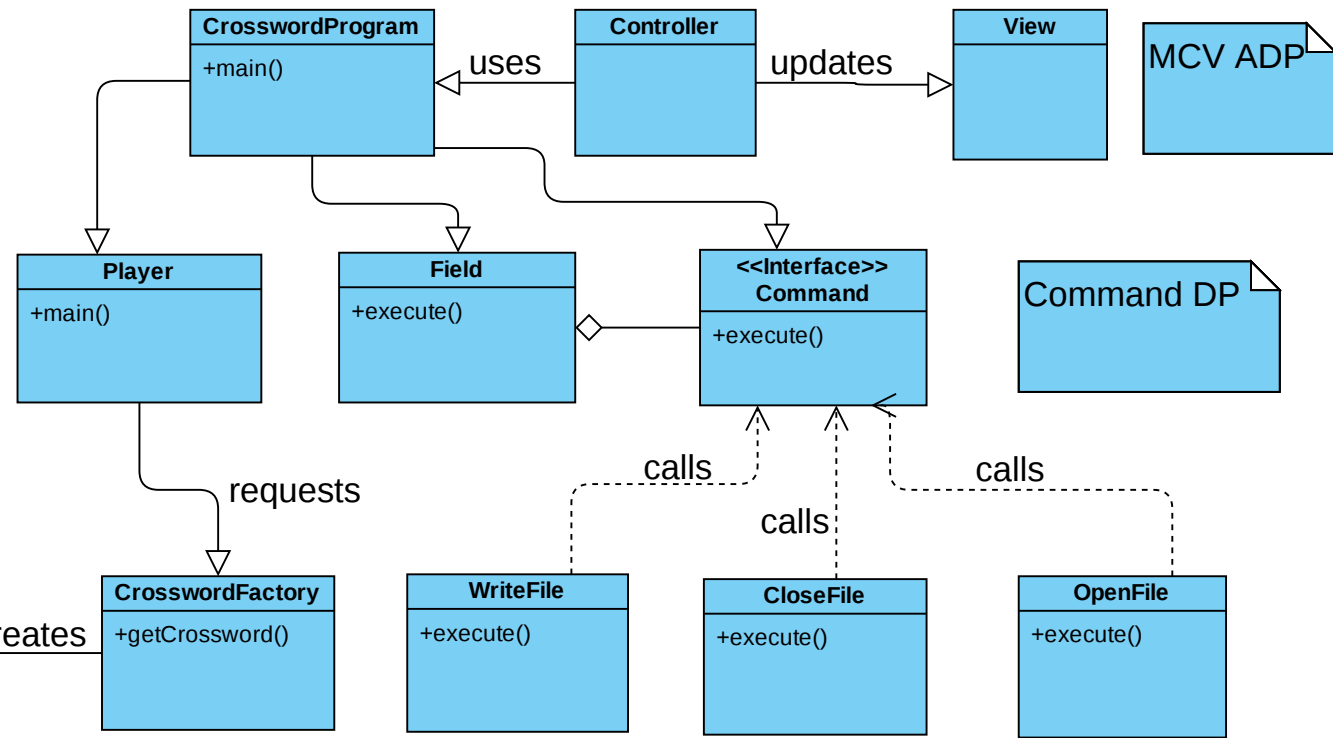 CrosswordProgram
+main()
uses
Controller
updates
View
MCV ADP
Player
+main()
Field
+execute()
<<Interface>>
Command
+execute()
Command DP
requests
calls
calls
calls
CrosswordFactory
+getCrossword()
reates
WriteFile
+execute()
CloseFile
+execute()
OpenFile
+execute()